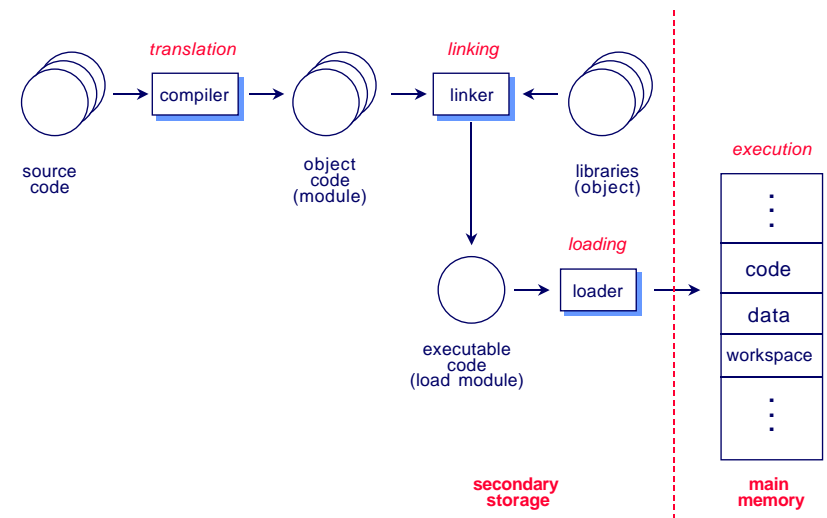 translation
linking
compiler
linker
source
code
object
code
(module)
libraries
(object)
execution
loading
loader
executable
code
(load module)
code
data
workspace
secondary
storage
main
memory